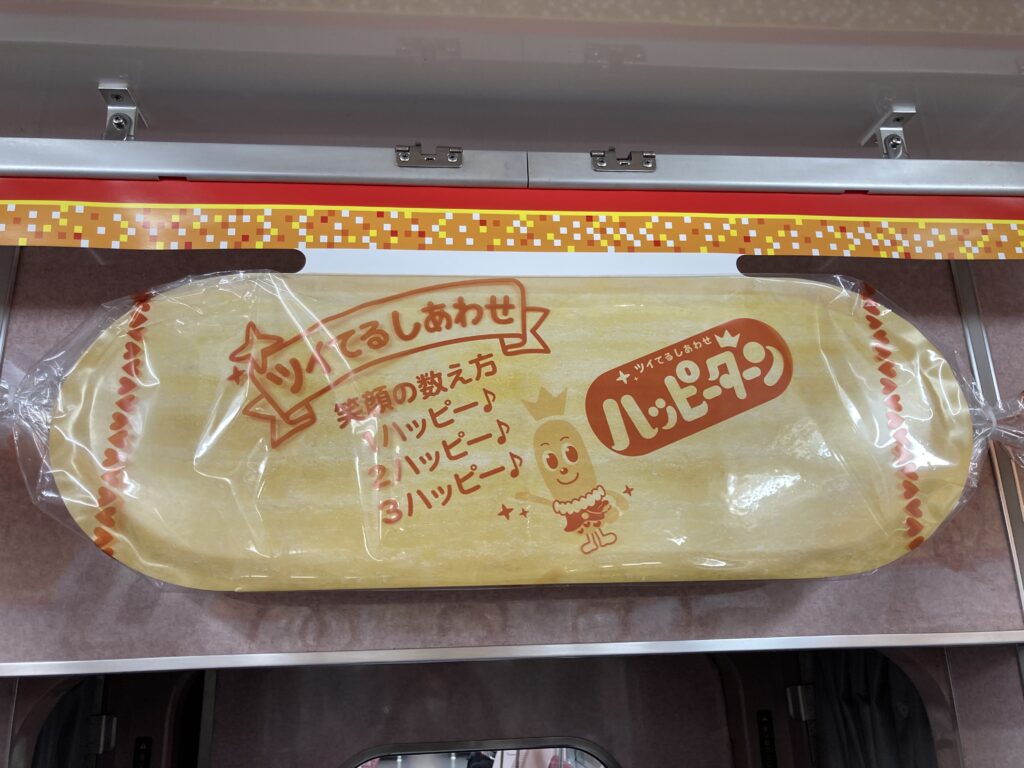 ツイてるしあわせ
笑顔の数え方
1ハッピー♪
2ハッピー♪
3ハッピー♪
ツイてるしあわせ
ハッピーターン